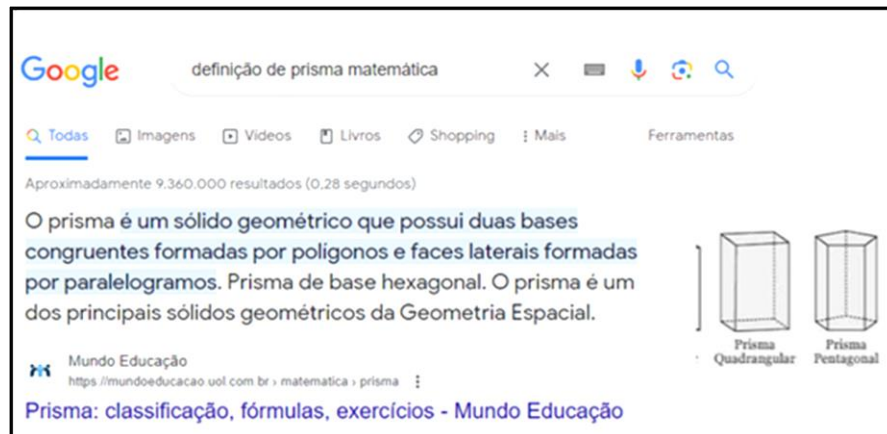 Google
definição de prisma matemática
Todas Imagens Vídeos Livros Shopping Mais Ferramentas
Aproximadamente 9.360.000 resultados (0,28 segundos)
O prisma é um sólido geométrico que possui duas bases
congruentes formadas por polígonos e faces laterais formadas
por paralelogramos. Prisma de base hexagonal. O prisma é um
dos principais sólidos geométricos da Geometria Espacial.
Prisma
Quadrangular
Prisma
Pentagonal
Mundo Educação
https://mundoeducacao.uol.com.br › matematica › prisma
Prisma: classificação, fórmulas, exercícios - Mundo Educação